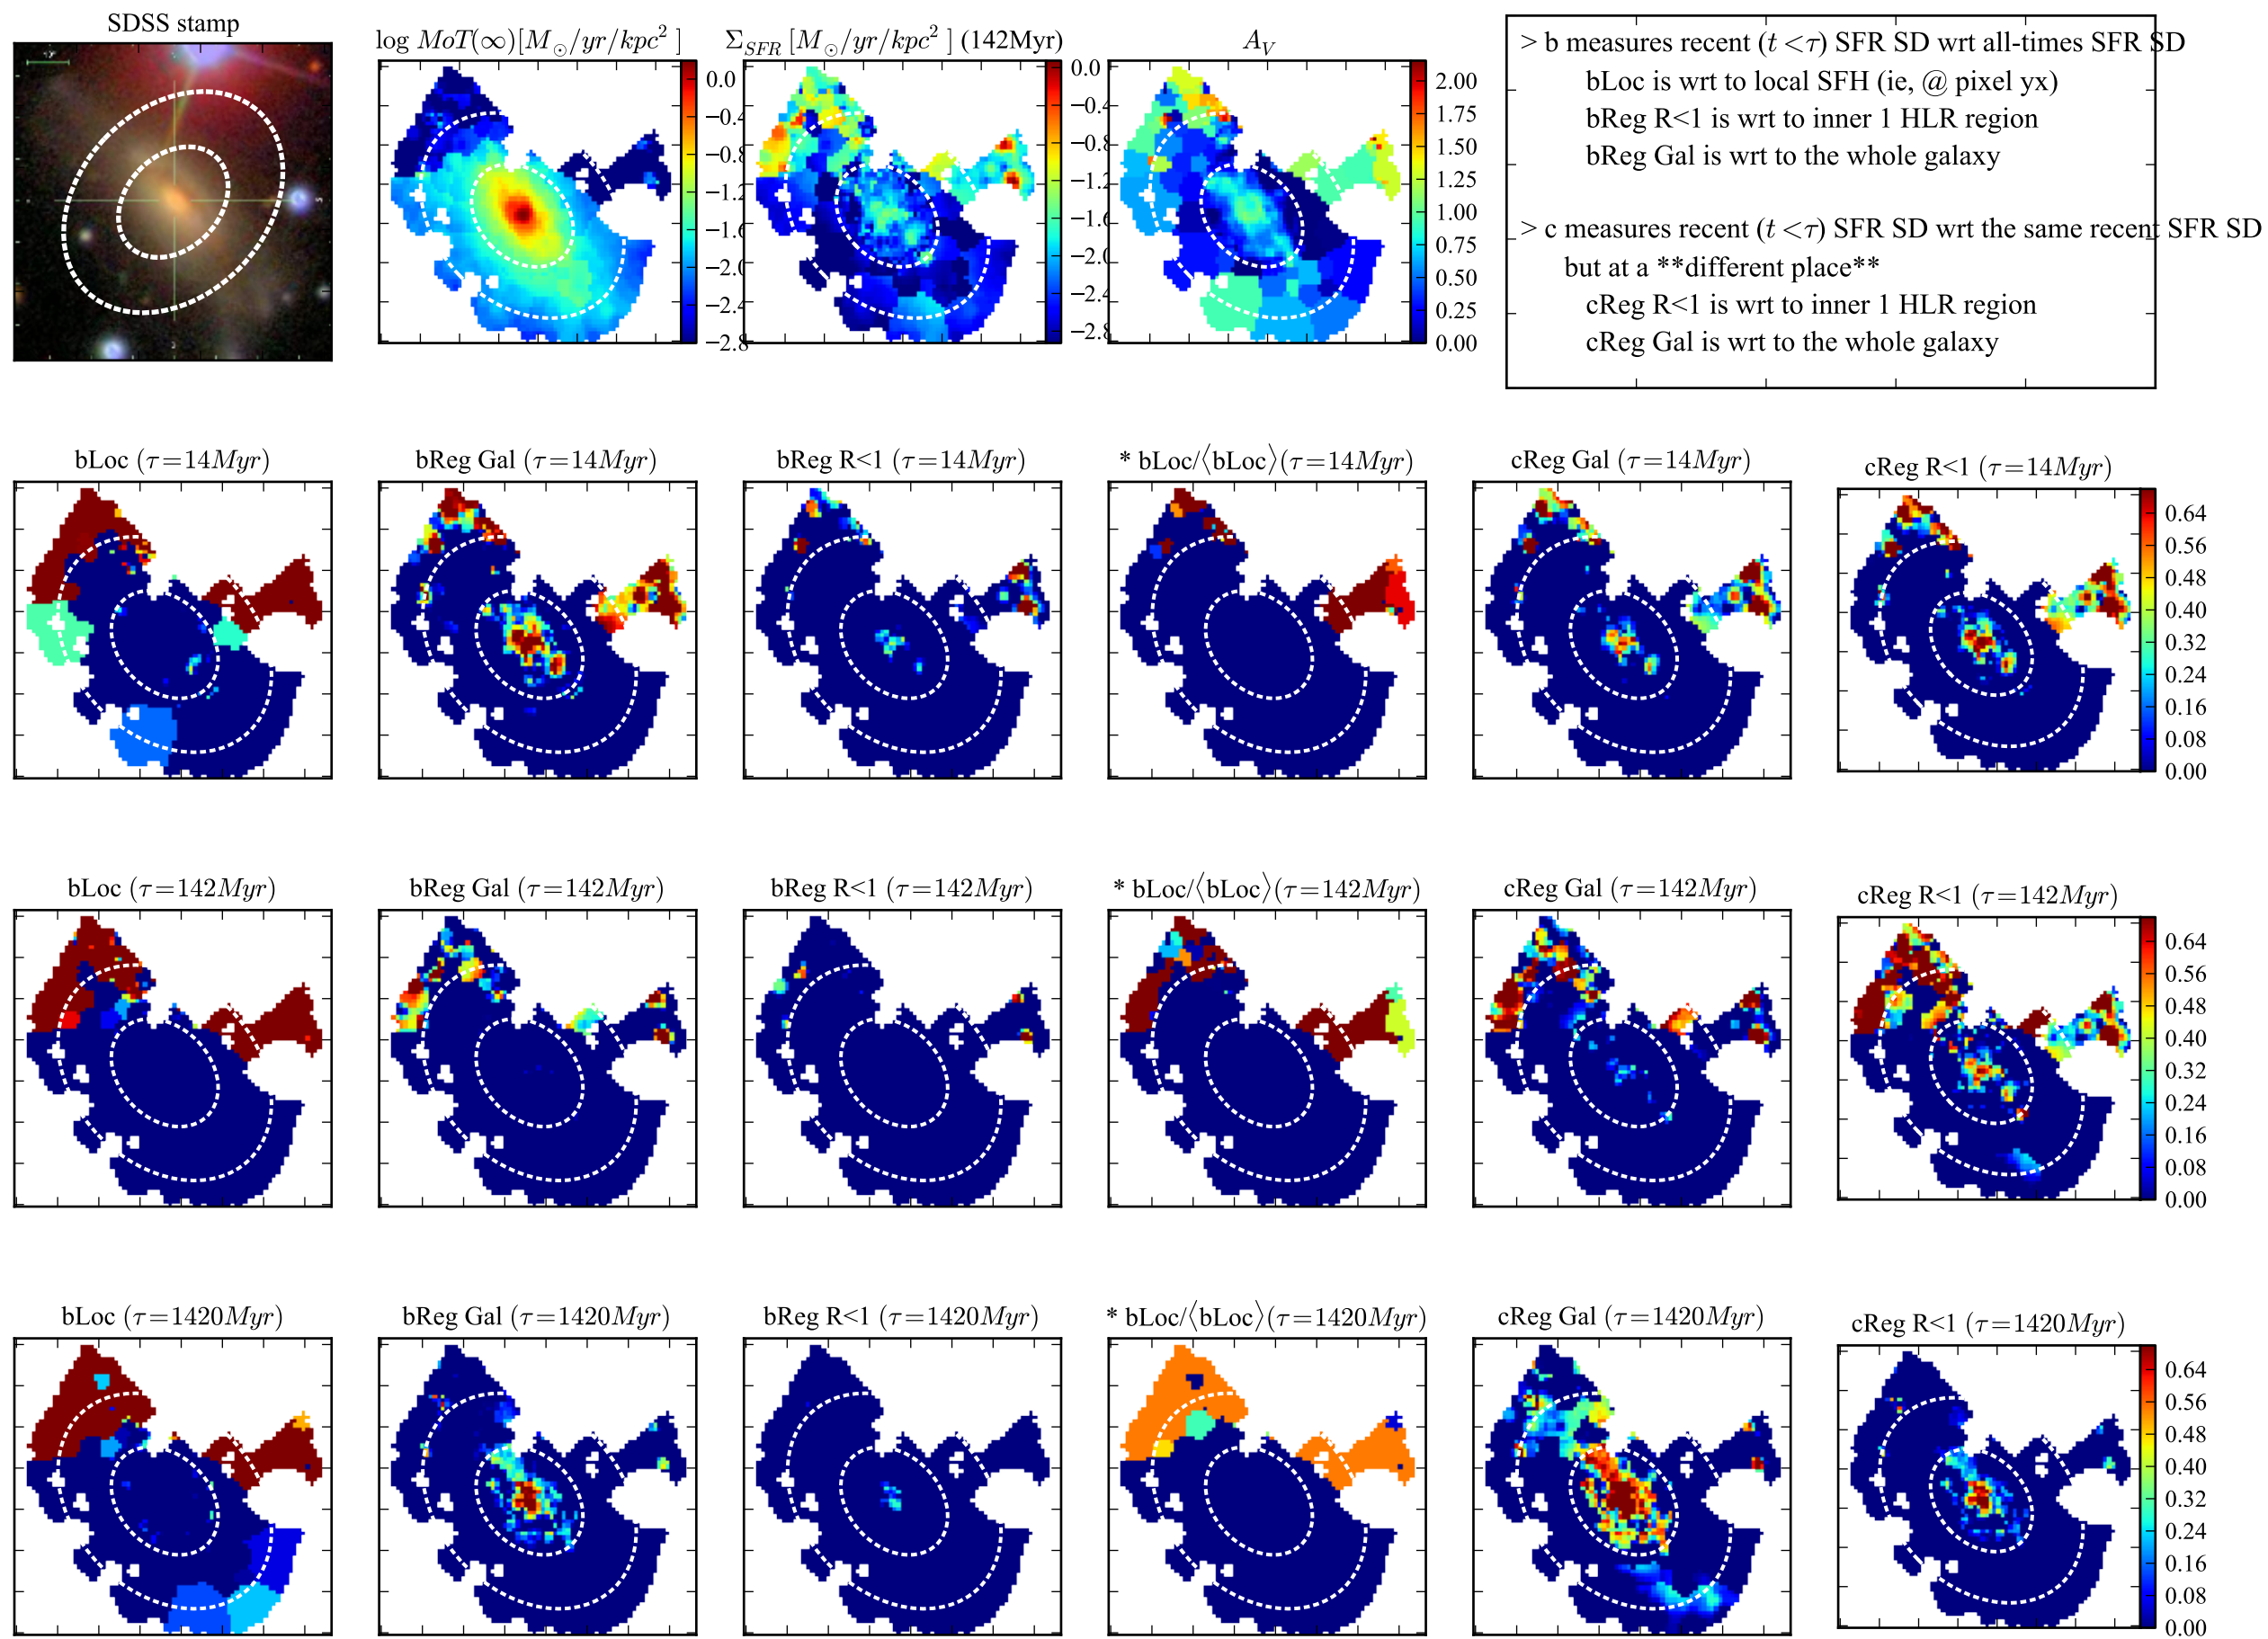 SDSS stamp
log MoT(∞)[M⊙/yr/kpc² ]
Σ_SFR [M⊙/yr/kpc² ] (142Myr)
A_V
0.0
−0.4
−0.8
−1.2
−1.6
−2.0
−2.4
−2.8
0.0
−0.4
−0.8
−1.2
−1.6
−2.0
−2.4
−2.8
2.00
1.75
1.50
1.25
1.00
0.75
0.50
0.25
0.00
> b measures recent (t <τ) SFR SD wrt all-times SFR SD
bLoc is wrt to local SFH (ie, @ pixel yx)
bReg R<1 is wrt to inner 1 HLR region
bReg Gal is wrt to the whole galaxy
> c measures recent (t <τ) SFR SD wrt the same recent SFR SD
but at a **different place**
cReg R<1 is wrt to inner 1 HLR region
cReg Gal is wrt to the whole galaxy
bLoc (τ=14Myr)
bReg Gal (τ=14Myr)
bReg R<1 (τ=14Myr)
* bLoc/⟨bLoc⟩(τ=14Myr)
cReg Gal (τ=14Myr)
cReg R<1 (τ=14Myr)
0.64
0.56
0.48
0.40
0.32
0.24
0.16
0.08
0.00
bLoc (τ=142Myr)
bReg Gal (τ=142Myr)
bReg R<1 (τ=142Myr)
* bLoc/⟨bLoc⟩(τ=142Myr)
cReg Gal (τ=142Myr)
cReg R<1 (τ=142Myr)
0.64
0.56
0.48
0.40
0.32
0.24
0.16
0.08
0.00
bLoc (τ=1420Myr)
bReg Gal (τ=1420Myr)
bReg R<1 (τ=1420Myr)
* bLoc/⟨bLoc⟩(τ=1420Myr)
cReg Gal (τ=1420Myr)
cReg R<1 (τ=1420Myr)
0.64
0.56
0.48
0.40
0.32
0.24
0.16
0.08
0.00